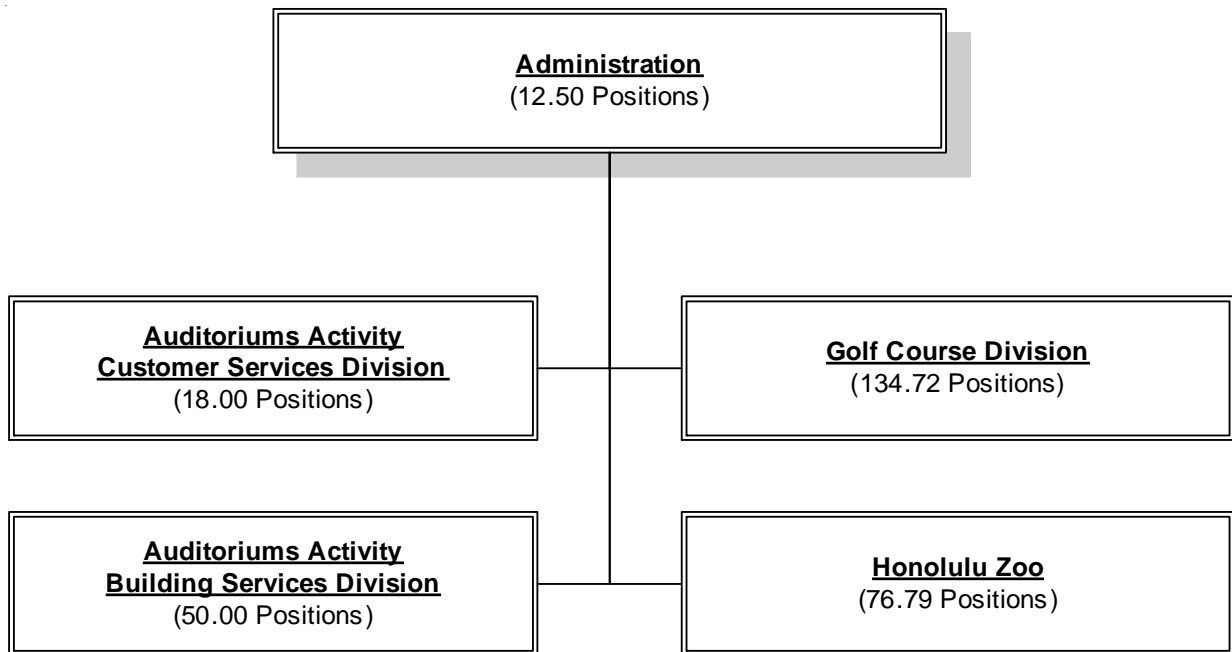 Administration
(12.50 Positions)
Auditoriums Activity
Customer Services Division
(18.00 Positions)
Golf Course Division
(134.72 Positions)
Auditoriums Activity
Building Services Division
(50.00 Positions)
Honolulu Zoo
(76.79 Positions)